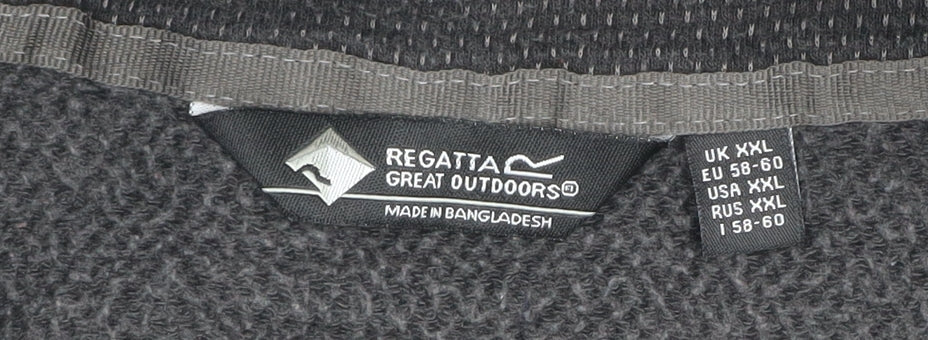 REGATTA
GREAT OUTDOORS
MADE IN BANGLADESH
UK XXL
EU 58-60
USA XXL
RUS XXL
I 58-60